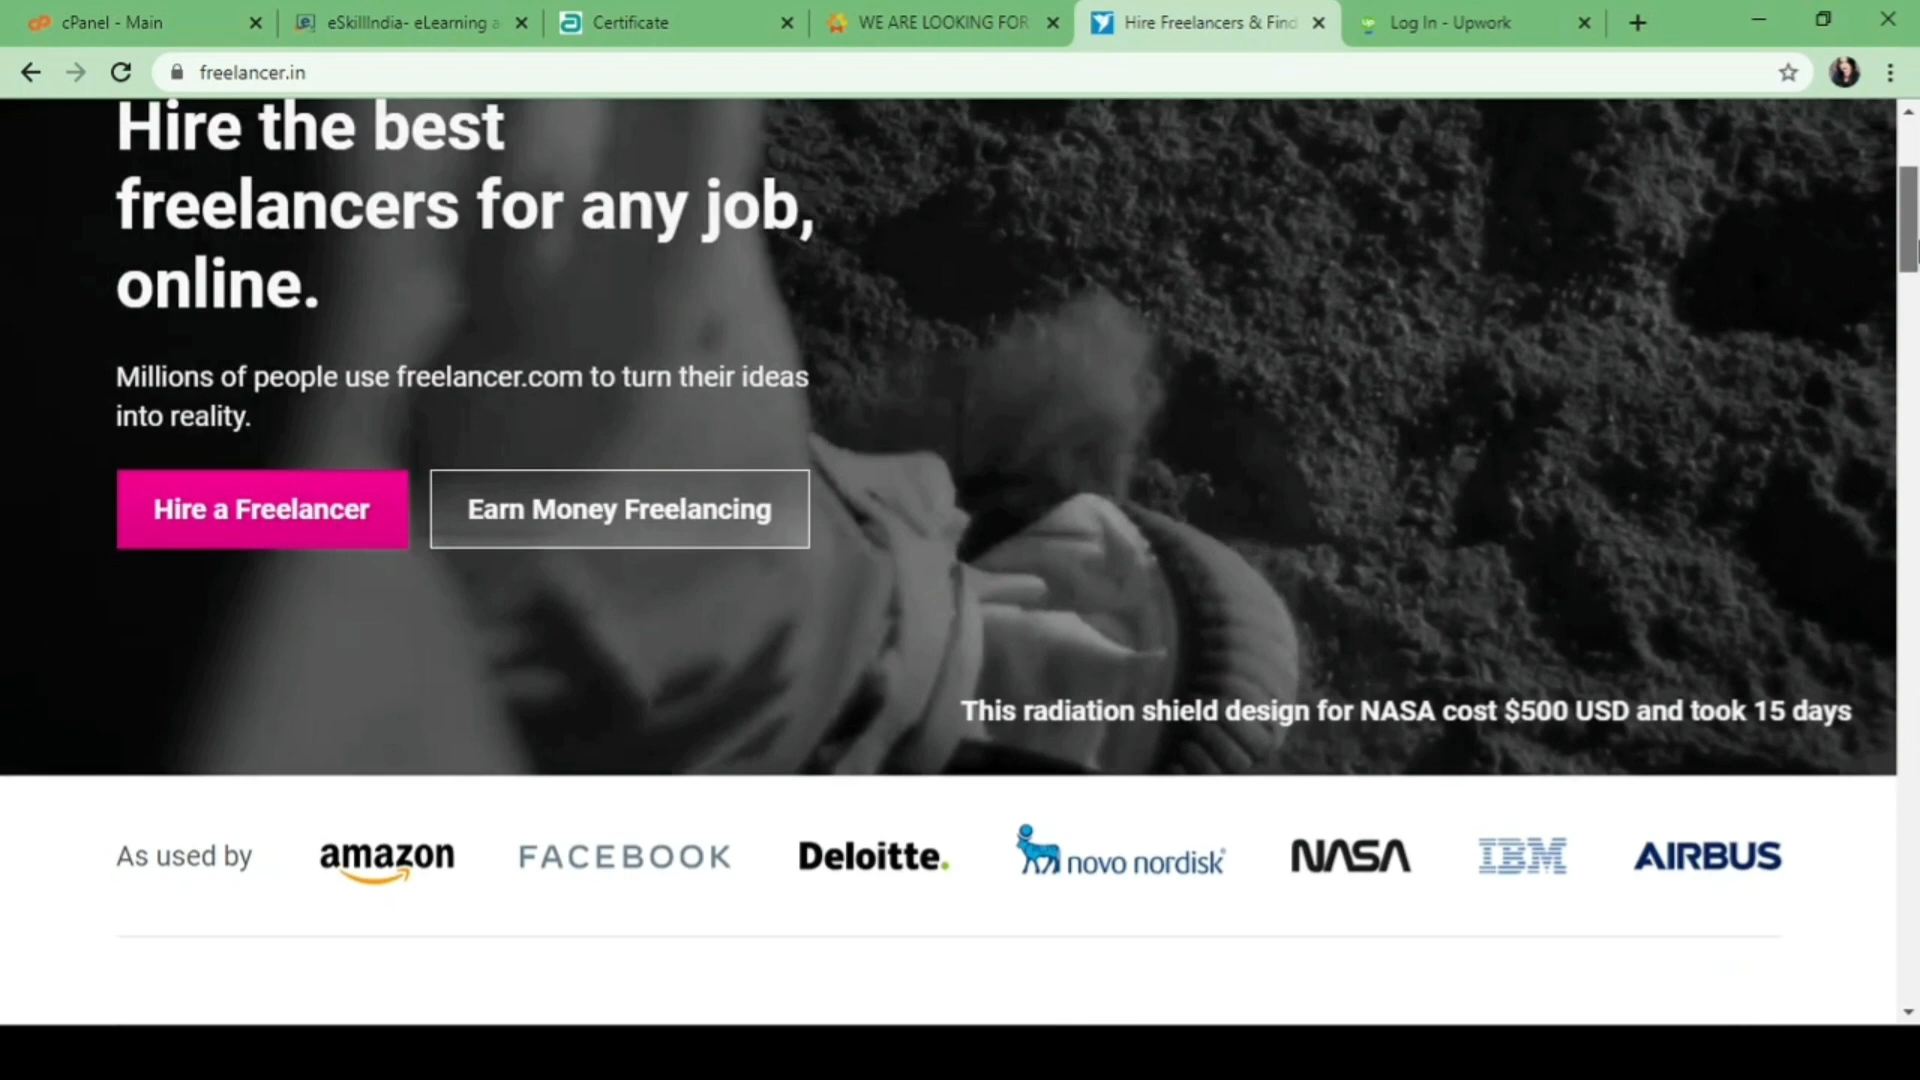 cPanel - Main
eSkillIndia- eLearning a
Certificate
WE ARE LOOKING FOR
Hire Freelancers & Find
Log In - Upwork
freelancer.in
Hire the best
freelancers for any job,
online.
Millions of people use freelancer.com to turn their ideas
into reality.
Hire a Freelancer
Earn Money Freelancing
This radiation shield design for NASA cost $500 USD and took 15 days
As used by
amazon
FACEBOOK
Deloitte.
novo nordisk
NASA
IBM
AIRBUS